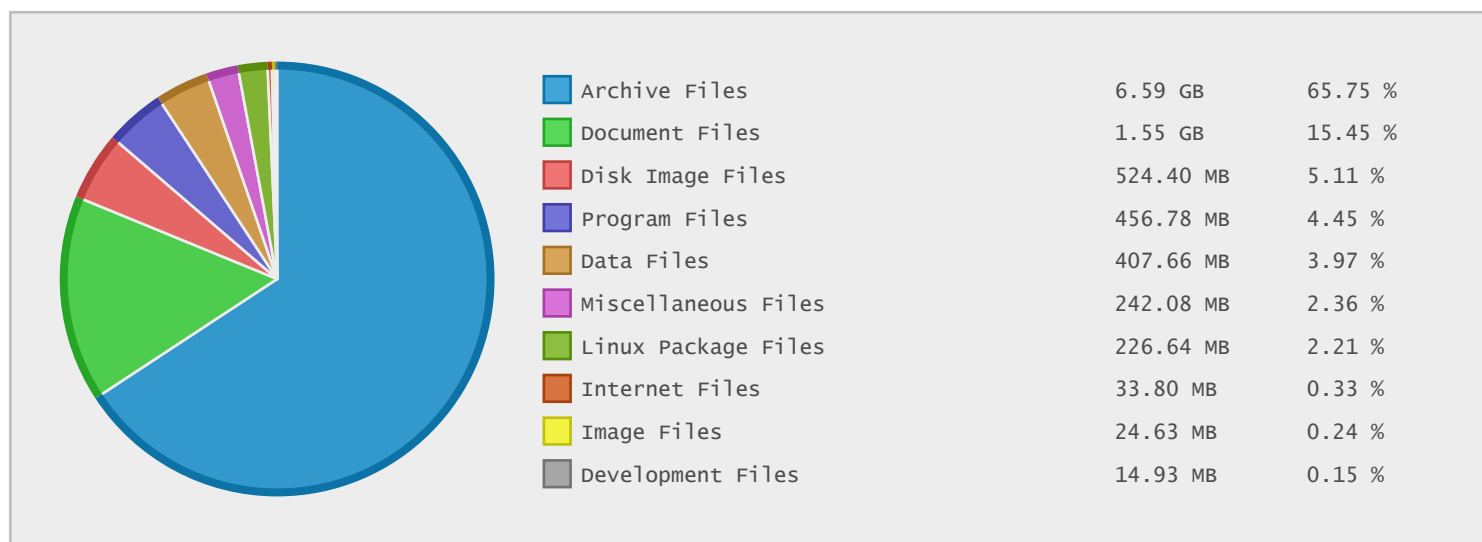 Archive Files 6.59 GB 65.75 %
Document Files 1.55 GB 15.45 %
Disk Image Files 524.40 MB 5.11 %
Program Files 456.78 MB 4.45 %
Data Files 407.66 MB 3.97 %
Miscellaneous Files 242.08 MB 2.36 %
Linux Package Files 226.64 MB 2.21 %
Internet Files 33.80 MB 0.33 %
Image Files 24.63 MB 0.24 %
Development Files 14.93 MB 0.15 %